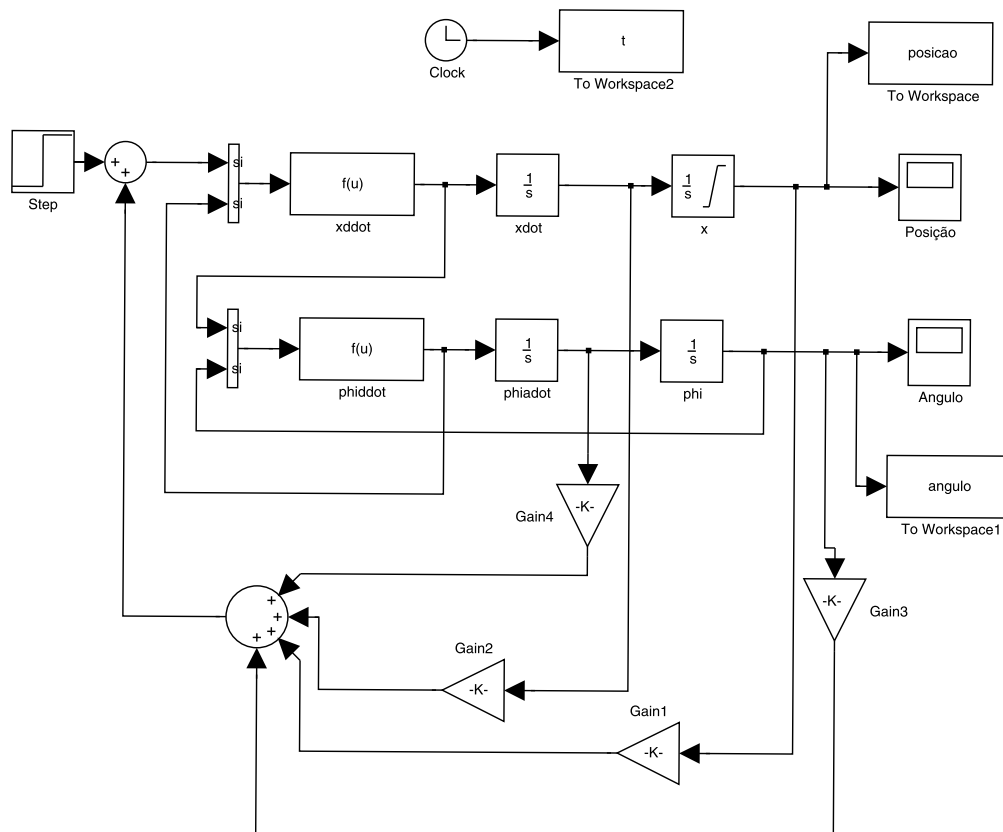 t
Clock
To Workspace2
posicao
To Workspace
Step
+
+
si
si
f(u)
xddot
1
s
xdot
1
s
x
Posição
si
si
f(u)
phiddot
1
s
phiadot
1
s
phi
Angulo
angulo
To Workspace1
-K-
Gain4
-K-
Gain3
+
+
+
+
Gain2
-K-
Gain1
-K-